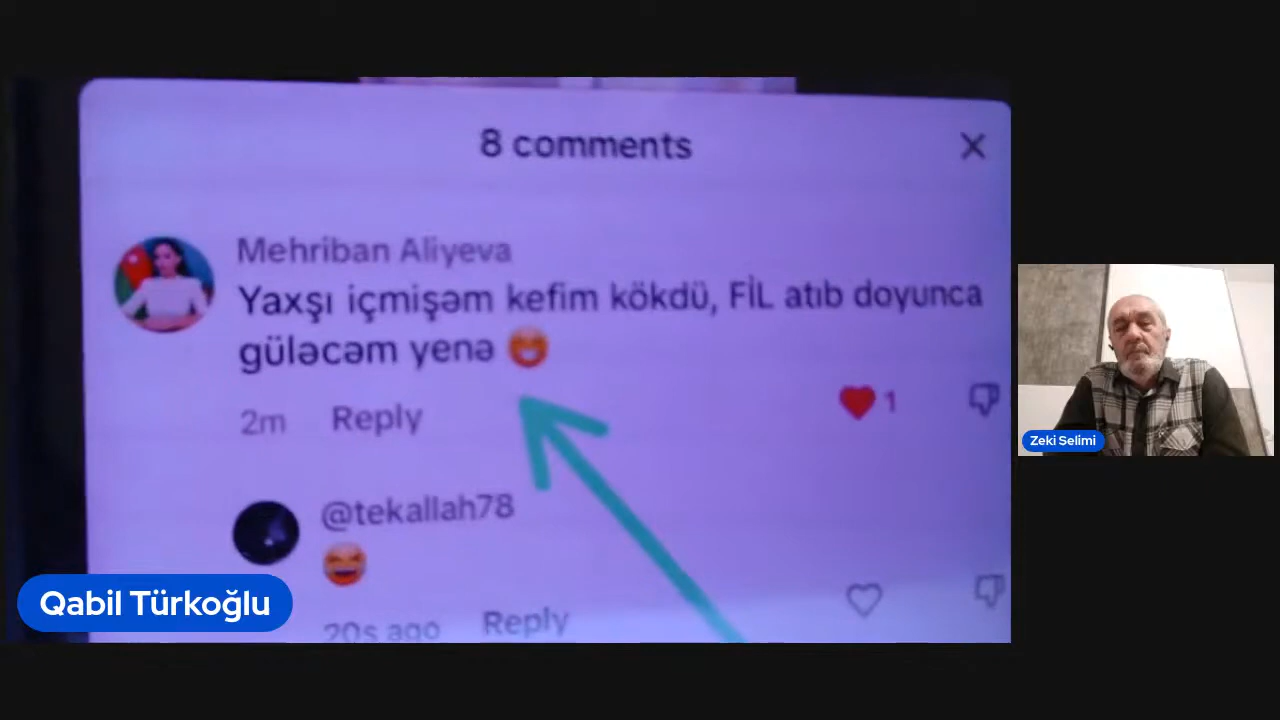 8 comments
Mehriban Aliyeva
Yaxşı içmişəm kefim kökdü, FİL atıb doyunca
güləcəm yenə
2m Reply
1
@tekallah78
20s ago Reply
Qabil Türkoğlu
Zeki Selimi